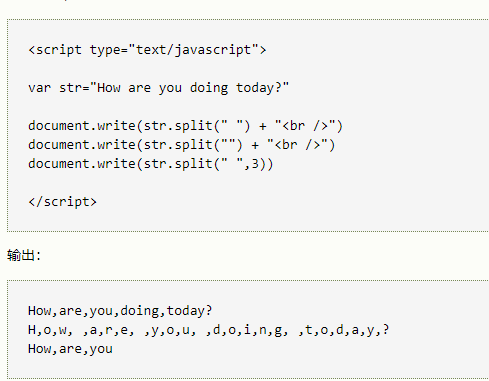 <script type="text/javascript">
var str="How are you doing today?"
document.write(str.split(" ") + "<br />")
document.write(str.split("") + "<br />")
document.write(str.split(" ",3))
</script>
输出：
How,are,you,doing,today?
H,o,w, ,a,r,e, ,y,o,u, ,d,o,i,n,g, ,t,o,d,a,y,?
How,are,you